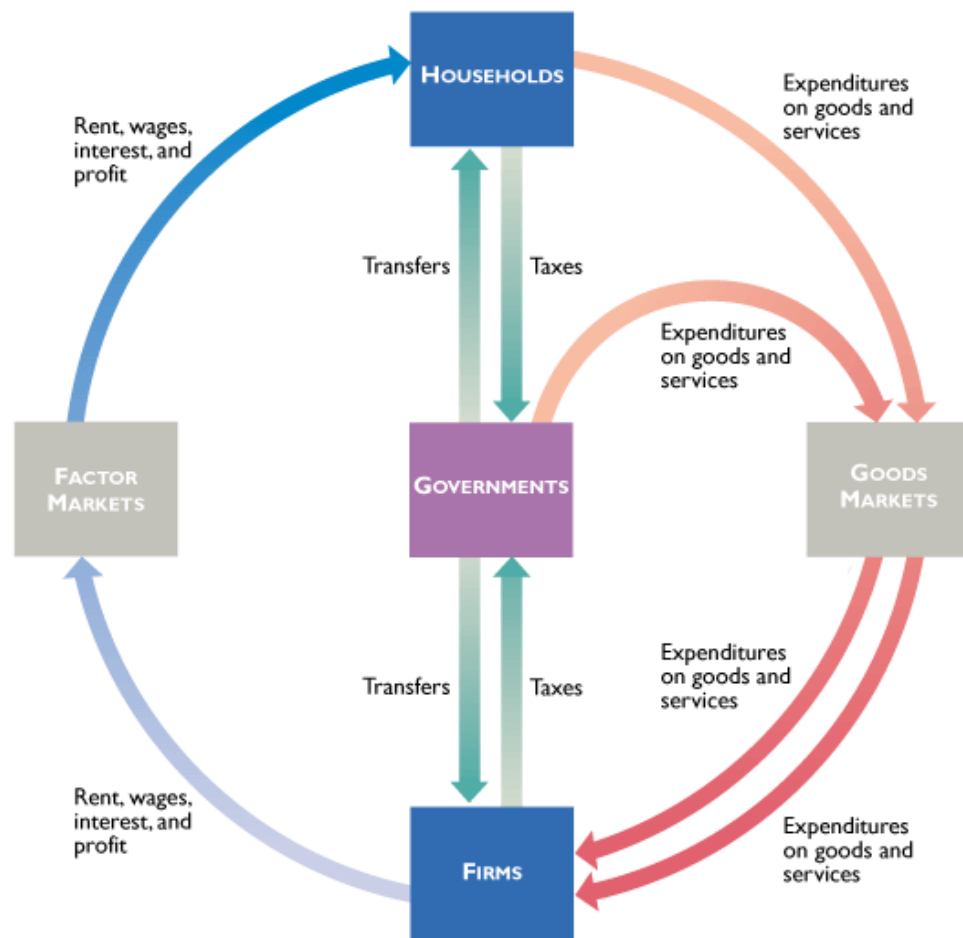 HOUSEHOLDS
Expenditures
on goods and
services
Rent, wages,
interest, and
profit
Transfers
Taxes
Expenditures
on goods and
services
FACTOR
MARKETS
GOVERNMENTS
GOODS
MARKETS
Transfers
Taxes
Expenditures
on goods and
services
Rent, wages,
interest, and
profit
Expenditures
on goods and
services
FIRMS